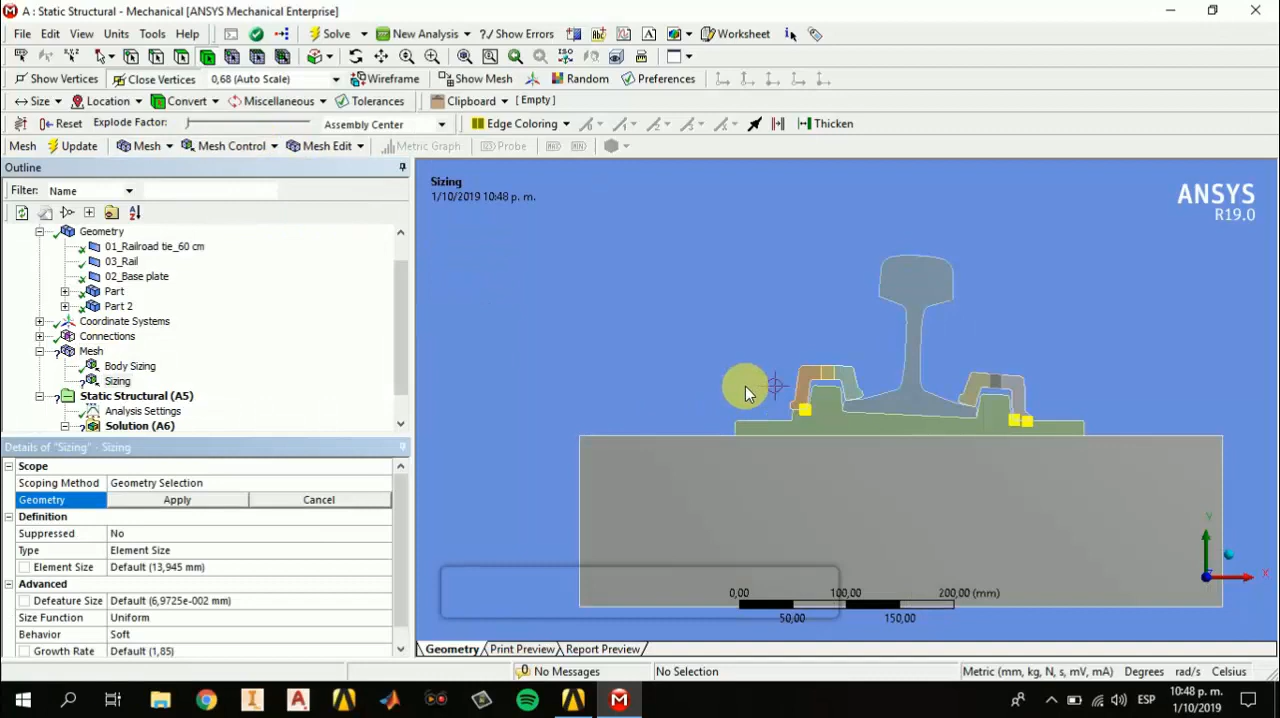 A : Static Structural - Mechanical [ANSYS Mechanical Enterprise]
File Edit View Units Tools Help Solve New Analysis ?/ Show Errors Worksheet
Show Vertices Close Vertices 0,68 (Auto Scale) Wireframe Show Mesh Random Preferences
Size Location Convert Miscellaneous Tolerances Clipboard [ Empty ]
Reset Explode Factor: Assembly Center Edge Coloring Thicken
Mesh Update Mesh Mesh Control Mesh Edit Metric Graph Probe
Outline
Filter: Name
Geometry
01_Railroad tie_60 cm
03_Rail
02_Base plate
Part
Part 2
Coordinate Systems
Connections
Mesh
Body Sizing
Sizing
Static Structural (A5)
Analysis Settings
Solution (A6)
Details of "Sizing" - Sizing
Scope
Scoping Method Geometry Selection
Geometry Apply Cancel
Definition
Suppressed No
Type Element Size
Element Size Default (13,945 mm)
Advanced
Defeature Size Default (6,9725e-002 mm)
Size Function Uniform
Behavior Soft
Growth Rate Default (1,85)
Sizing
1/10/2019 10:48 p. m.
ANSYS
R19.0
Y
X
0,00 100,00 200,00 (mm)
50,00 150,00
Geometry Print Preview Report Preview
0 No Messages No Selection Metric (mm, kg, N, s, mV, mA) Degrees rad/s Celsius
ESP 10:48 p. m.
1/10/2019